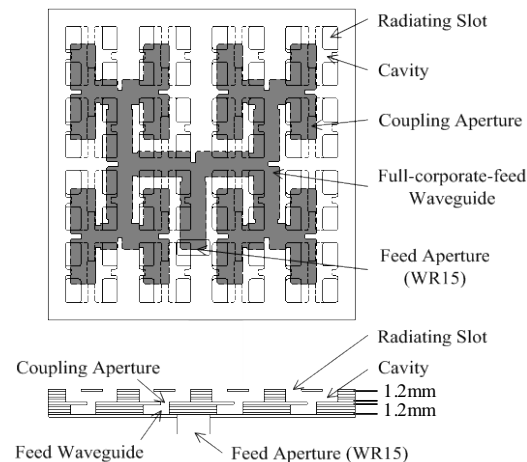 Radiating Slot
Cavity
Coupling Aperture
Full-corporate-feed
Waveguide
Feed Aperture
(WR15)
Radiating Slot
Coupling Aperture
Cavity
1.2mm
1.2mm
Feed Waveguide
Feed Aperture (WR15)